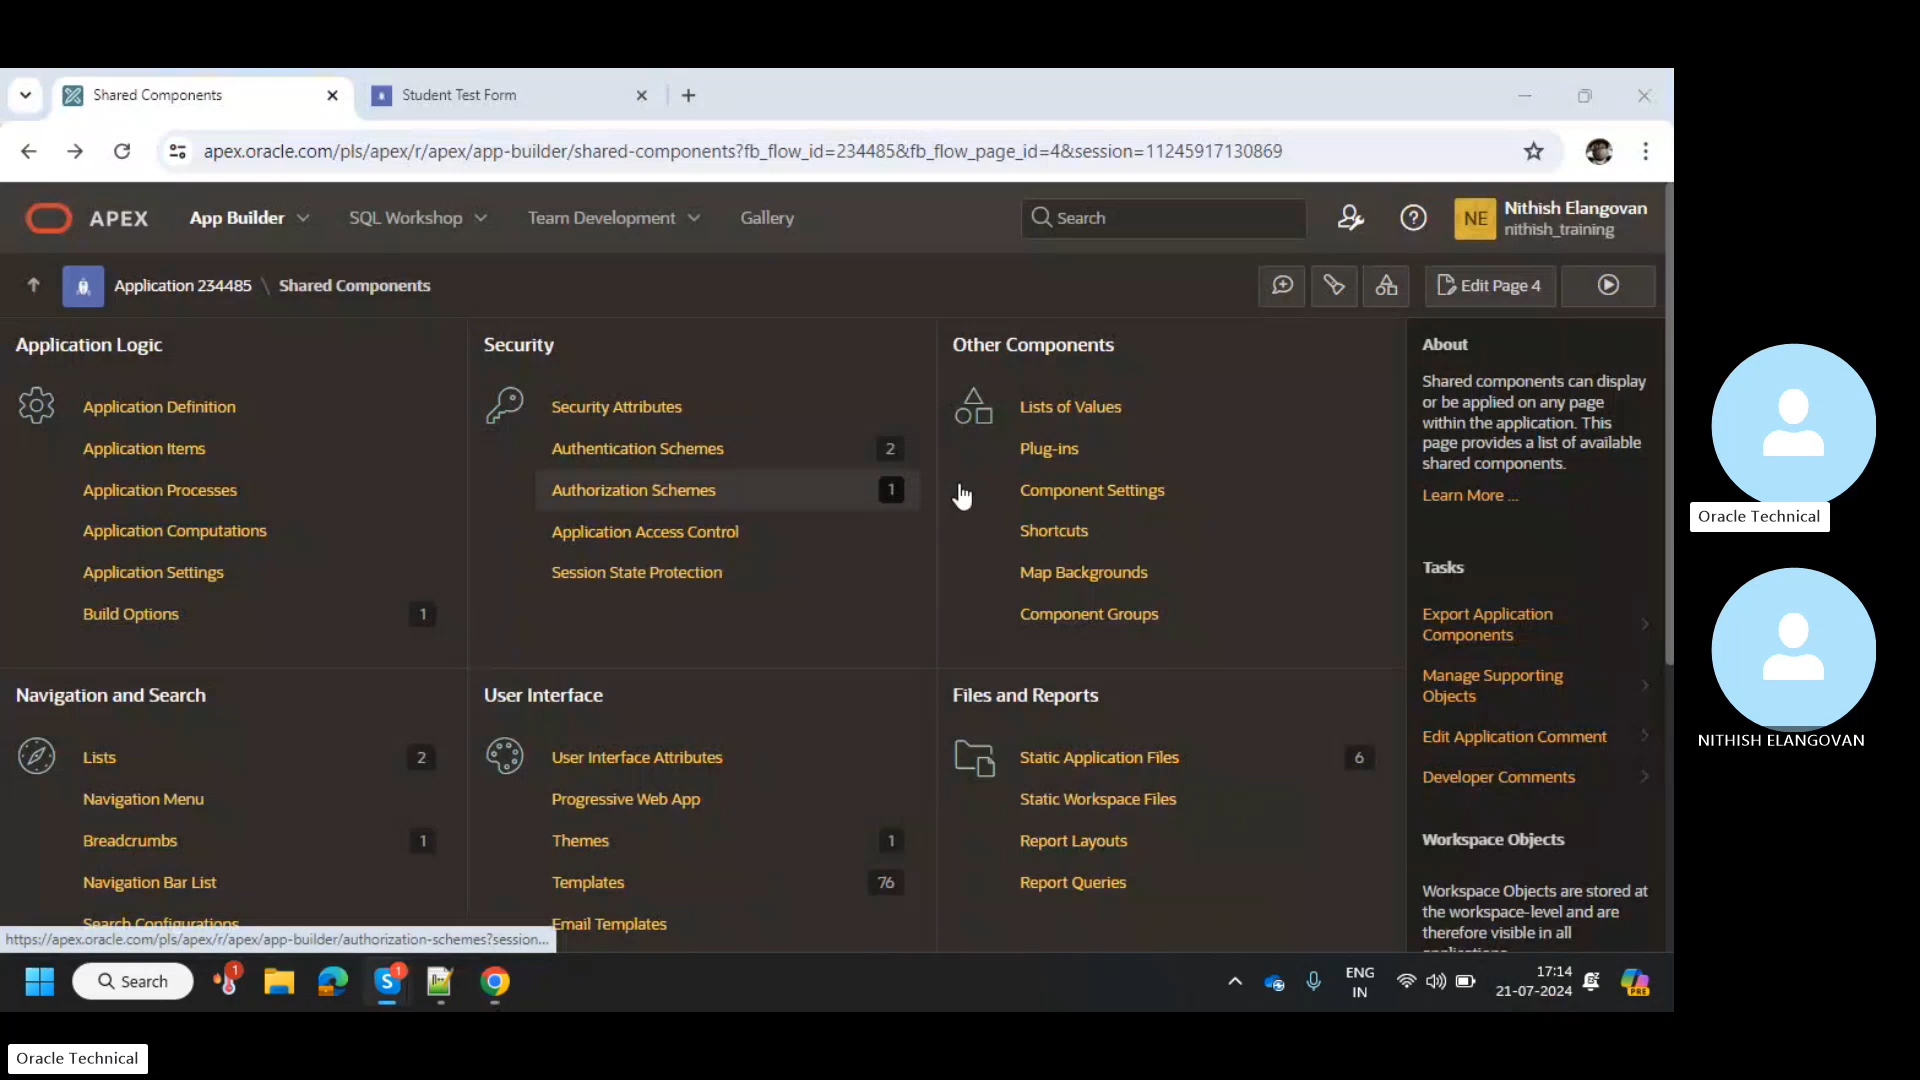 Shared Components
Student Test Form
apex.oracle.com/pls/apex/r/apex/app-builder/shared-components?fb_flow_id=234485&fb_flow_page_id=4&session=11245917130869
APEX
App Builder
SQL Workshop
Team Development
Gallery
Search
NE
Nithish Elangovan
nithish_training
Application 234485 \ Shared Components
Edit Page 4
Application Logic
Application Definition
Application Items
Application Processes
Application Computations
Application Settings
Build Options 1
Security
Security Attributes
Authentication Schemes 2
Authorization Schemes 1
Application Access Control
Session State Protection
Other Components
Lists of Values
Plug-ins
Component Settings
Shortcuts
Map Backgrounds
Component Groups
About
Shared components can display
or be applied on any page
within the application. This
page provides a list of available
shared components.
Learn More ...
Tasks
Export Application
Components
Manage Supporting
Objects
Edit Application Comment
Developer Comments
Workspace Objects
Workspace Objects are stored at
the workspace-level and are
therefore visible in all
applications.
Navigation and Search
Lists 2
Navigation Menu
Breadcrumbs 1
Navigation Bar List
Search Configurations
User Interface
User Interface Attributes
Progressive Web App
Themes 1
Templates 76
Email Templates
Files and Reports
Static Application Files 6
Static Workspace Files
Report Layouts
Report Queries
https://apex.oracle.com/pls/apex/r/apex/app-builder/authorization-schemes?session...
Search
1
1
ENG
IN
17:14
21-07-2024
PRE
Oracle Technical
NITHISH ELANGOVAN
Oracle Technical